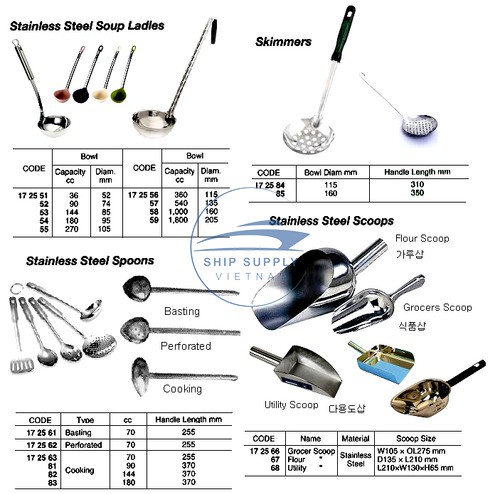 Stainless Steel Soup Ladles
CODE Bowl CODE Bowl
Capacity cc Diam. mm Capacity cc Diam. mm
17 25 51 36 52 17 25 56 360 115
52 90 74 57 540 135
53 144 85 58 1,000 160
54 180 95 59 1,800 205
55 270 105
Skimmers
CODE Bowl Diam mm Handle Length mm
17 25 84 115 310
85 160 350
SHIP SUPPLY
VIETNAM
Stainless Steel Spoons
Basting
Perforated
Cooking
CODE Type cc Handle Length mm
17 25 61 Basting 70 255
17 25 62 Perforated 70 255
17 25 63 Cooking 70 255
81 90 370
82 144 370
83 180 370
Stainless Steel Scoops
Flour Scoop
가루샵
Grocers Scoop
식품샵
Utility Scoop 다용도샵
CODE Name Material Scoop Size
17 25 66 Grocer Scoop Stainless Steel W105 × OL275 mm
67 Flour " D135 × L210 mm
68 Utility " L210×W130×H65 mm